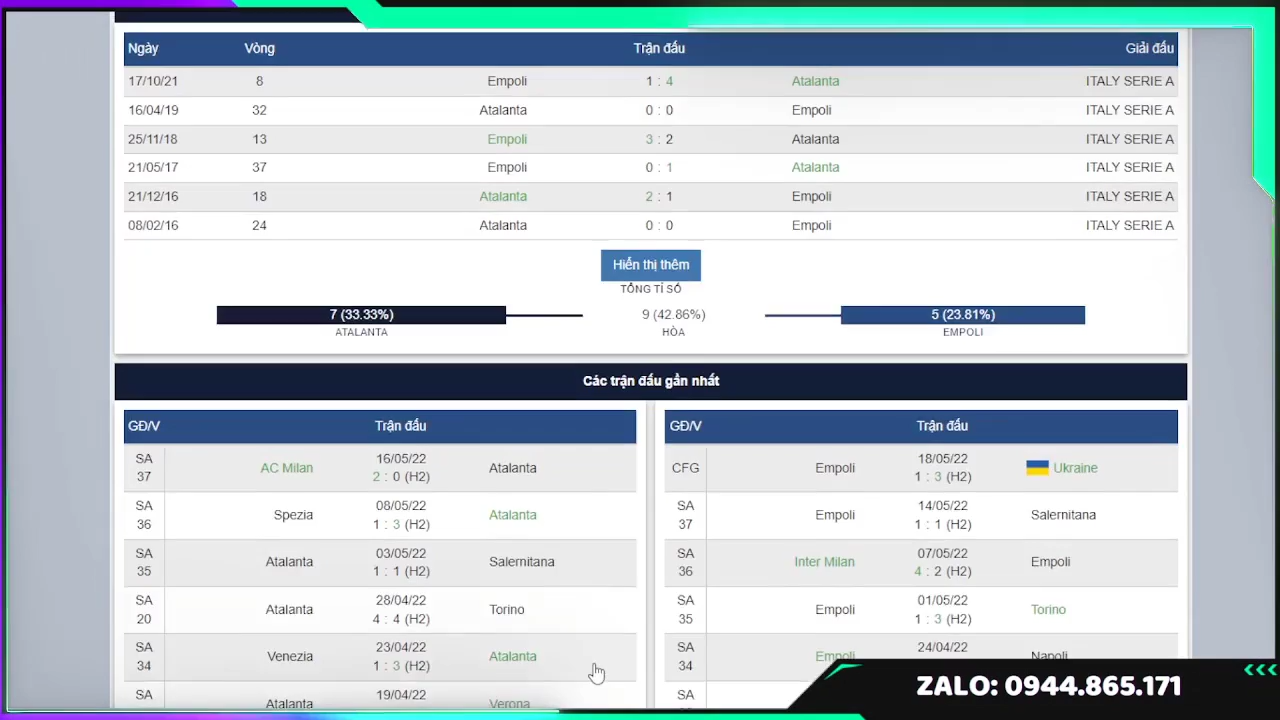 Ngày Vòng Trận đấu Giải đấu
17/10/21 8 Empoli 1 : 4 Atalanta ITALY SERIE A
16/04/19 32 Atalanta 0 : 0 Empoli ITALY SERIE A
25/11/18 13 Empoli 3 : 2 Atalanta ITALY SERIE A
21/05/17 37 Empoli 0 : 1 Atalanta ITALY SERIE A
21/12/16 18 Atalanta 2 : 1 Empoli ITALY SERIE A
08/02/16 24 Atalanta 0 : 0 Empoli ITALY SERIE A
Hiển thị thêm
TỔNG TỈ SỐ
7 (33.33%) 9 (42.86%) 5 (23.81%)
ATALANTA HÒA EMPOLI
Các trận đấu gần nhất
GĐ/V Trận đấu
SA 37 AC Milan 16/05/22 2 : 0 (H2) Atalanta
SA 36 Spezia 08/05/22 1 : 3 (H2) Atalanta
SA 35 Atalanta 03/05/22 1 : 1 (H2) Salernitana
SA 20 Atalanta 28/04/22 4 : 4 (H2) Torino
SA 34 Venezia 23/04/22 1 : 3 (H2) Atalanta
SA Atalanta 19/04/22 Verona
GĐ/V Trận đấu
CFG Empoli 18/05/22 1 : 3 (H2) Ukraine
SA 37 Empoli 14/05/22 1 : 1 (H2) Salernitana
SA 36 Inter Milan 07/05/22 4 : 2 (H2) Empoli
SA 35 Empoli 01/05/22 1 : 3 (H2) Torino
SA 34 Empoli 24/04/22 Napoli
SA
ZALO: 0944.865.171